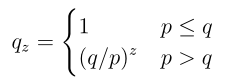 q_z = { 1 p ≤ q
(q/p)^z p > q